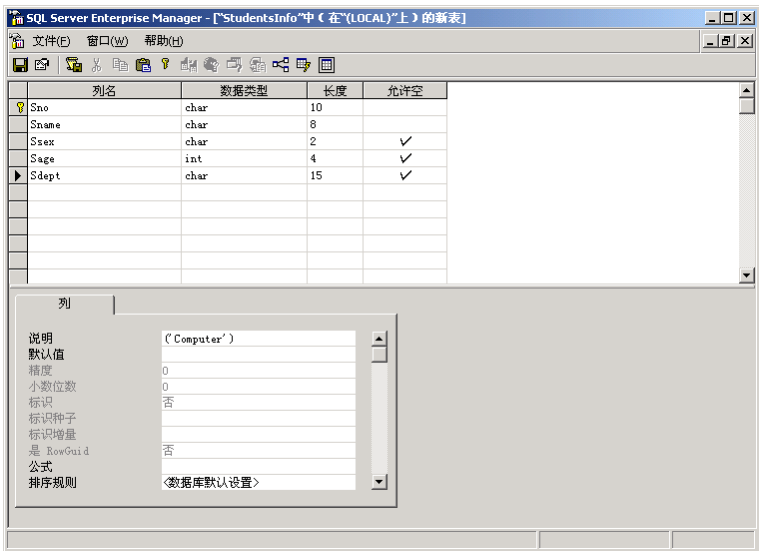 SQL Server Enterprise Manager - ["StudentsInfo"中（在"(LOCAL)"上）的新表]
文件(F) 窗口(W) 帮助(H)
列名 数据类型 长度 允许空
Sno char 10
Sname char 8
Ssex char 2
Sage int 4
Sdept char 15
列
说明 ('Computer')
默认值
精度 0
小数位数 0
标识 否
标识种子
标识增量
是 RowGuid 否
公式
排序规则 <数据库默认设置>